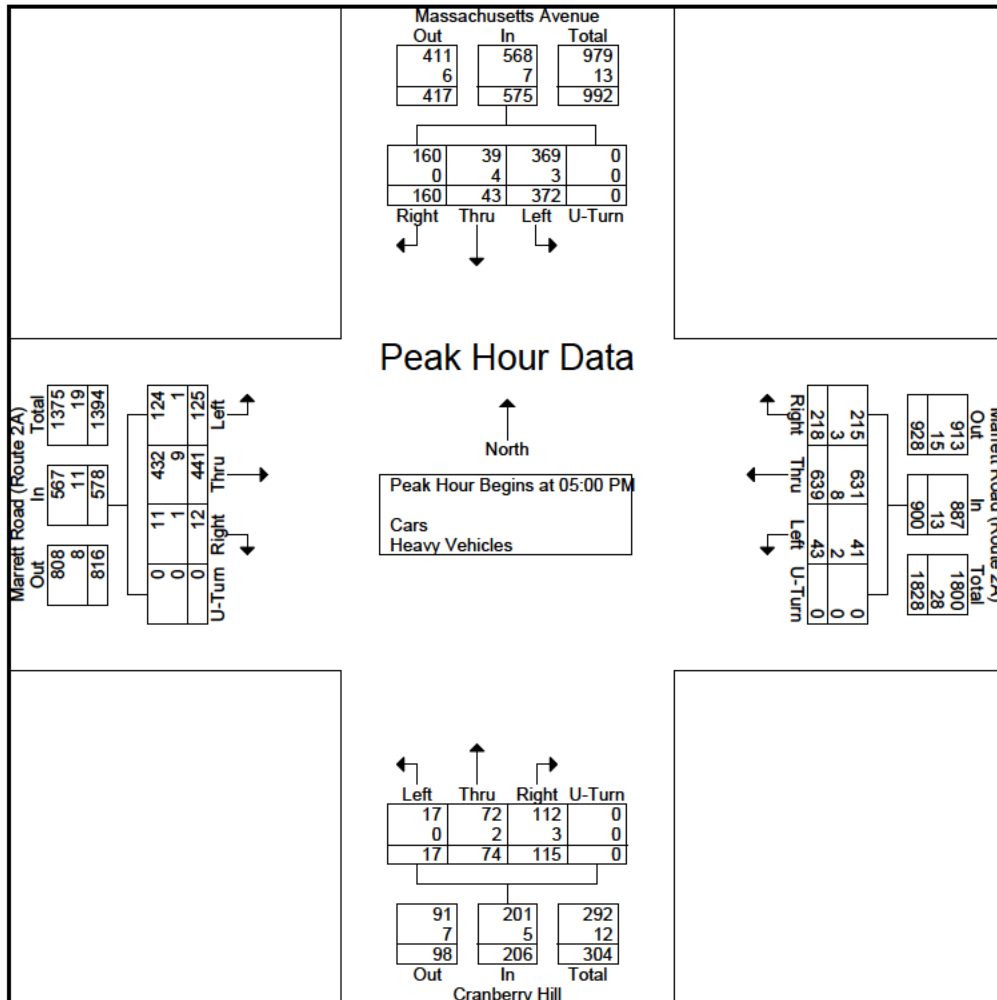 Massachusetts Avenue
Out In Total
411 568 979
6 7 13
417 575 992
160 39 369 0
0 4 3 0
160 43 372 0
Right Thru Left U-Turn
Peak Hour Data
North
Peak Hour Begins at 05:00 PM
Cars
Heavy Vehicles
Marrett Road (Route 2A)
Out In Total
808 567 1375
8 11 19
816 578 1394
0 11 432 124
0 1 9 1
0 12 441 125
U-Turn Right Thru Left
Marrett Road (Route 2A)
Out In Total
913 887 1800
15 13 28
928 900 1828
215 631 41 0
3 8 2 0
218 639 43 0
Right Thru Left U-Turn
Left Thru Right U-Turn
17 72 112 0
0 2 3 0
17 74 115 0
91 201 292
7 5 12
98 206 304
Out In Total
Cranberry Hill